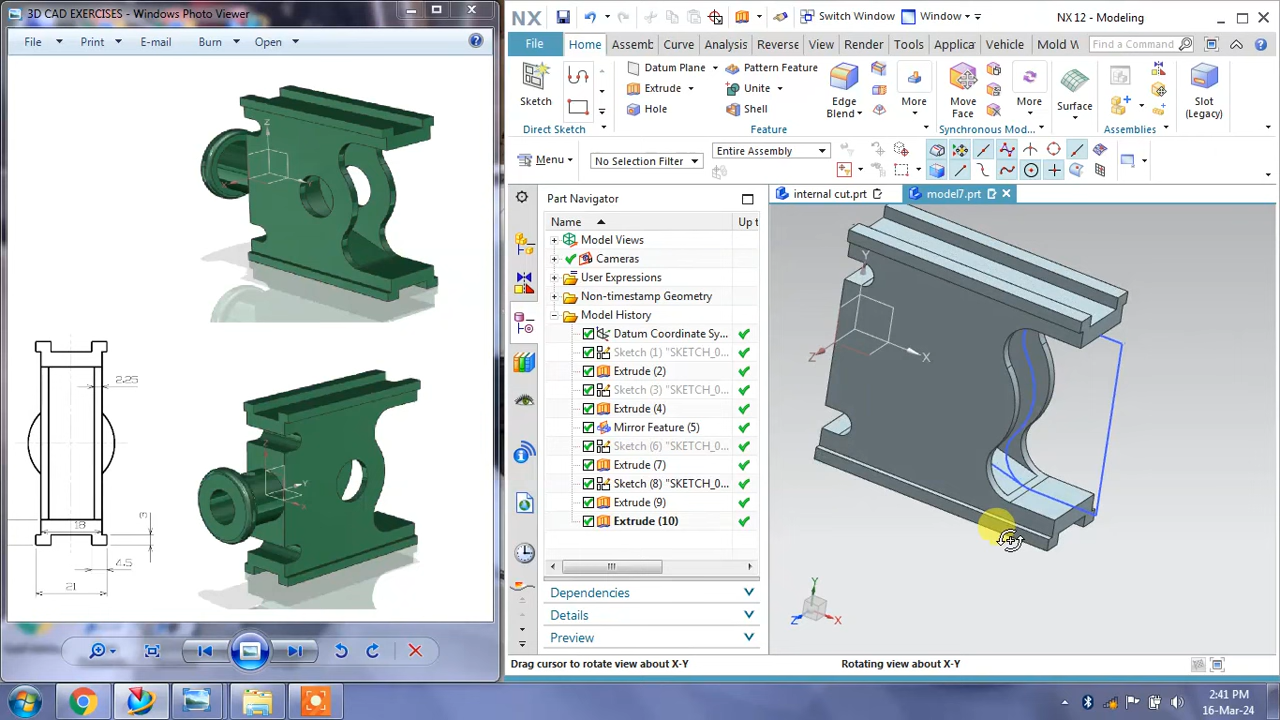 3D CAD EXERCISES - Windows Photo Viewer
File Print E-mail Burn Open
Z
2.25
18
4.5
21
NX Switch Window Window NX 12 - Modeling
File Home Assemb Curve Analysis Reverse View Render Tools Applica Vehicle Mold W Find a Command
Sketch
Direct Sketch
Datum Plane Pattern Feature
Extrude Unite
Hole Shell
Edge Blend
More
Feature
Move Face
More
Synchronous Mod...
Surface
Assemblies
Slot (Legacy)
Menu No Selection Filter Entire Assembly
Part Navigator
Name Up t
Model Views
Cameras
User Expressions
Non-timestamp Geometry
Model History
Datum Coordinate Sy...
Sketch (1) "SKETCH_0...
Extrude (2)
Sketch (3) "SKETCH_0...
Extrude (4)
Mirror Feature (5)
Sketch (6) "SKETCH_0...
Extrude (7)
Sketch (8) "SKETCH_0...
Extrude (9)
Extrude (10)
Dependencies
Details
Preview
internal cut.prt model7.prt
Y
Z
X
Y
Z
X
Drag cursor to rotate view about X-Y Rotating view about X-Y
2:41 PM
16-Mar-24